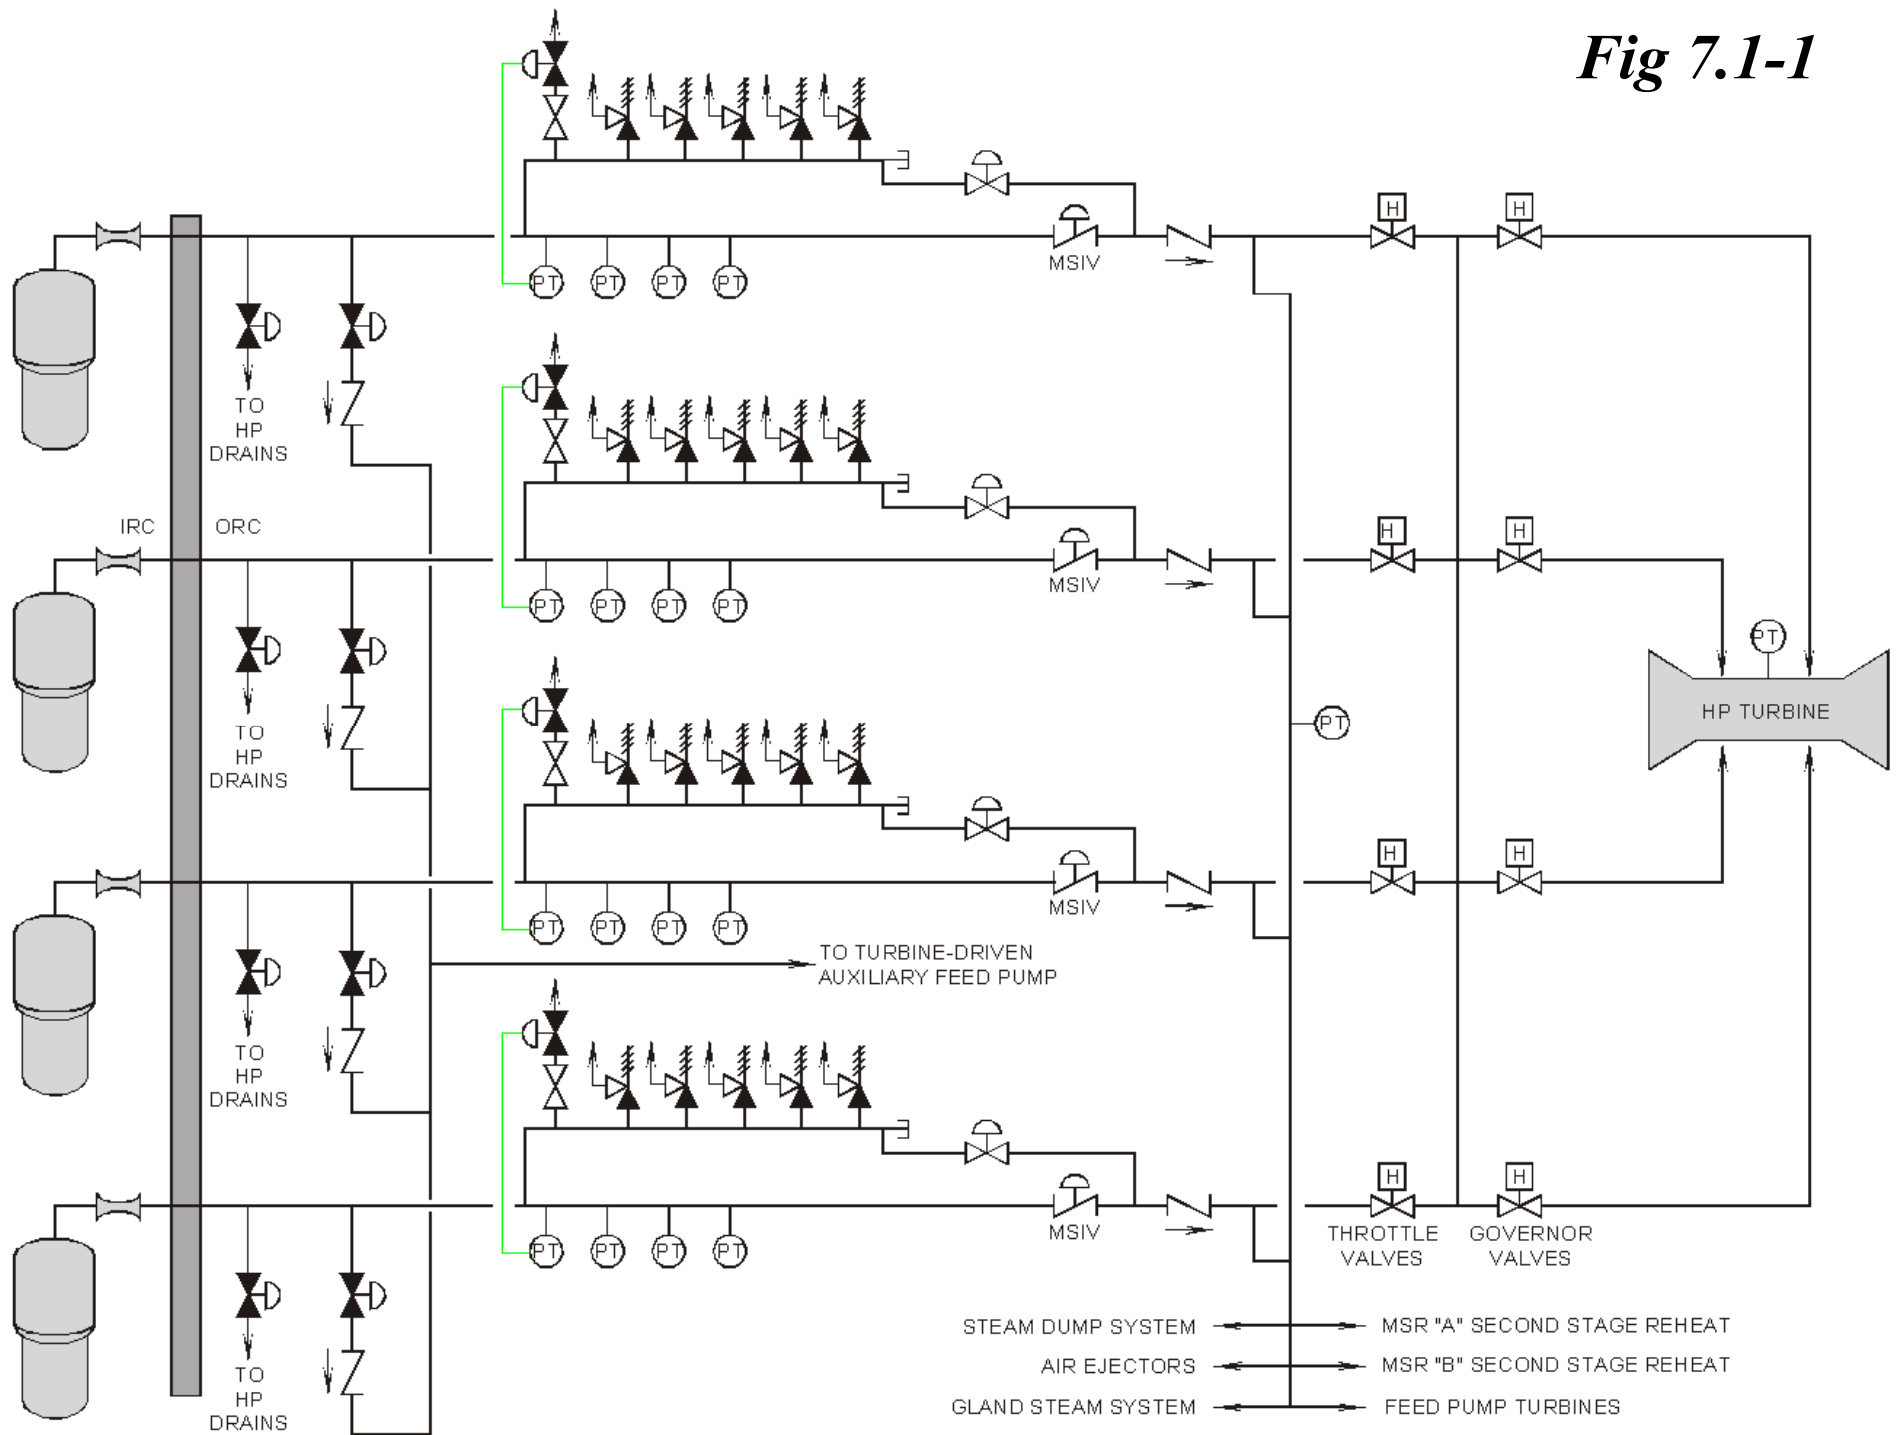 Fig 7.1-1
H
H
PT
PT
PT
PT
MSIV
TO
HP
DRAINS
IRC
ORC
H
H
PT
PT
PT
PT
MSIV
TO
HP
DRAINS
PT
HP TURBINE
PT
H
H
PT
PT
PT
PT
MSIV
TO TURBINE-DRIVEN
AUXILIARY FEED PUMP
TO
HP
DRAINS
H
H
PT
PT
PT
PT
MSIV
THROTTLE
VALVES
GOVERNOR
VALVES
TO
HP
DRAINS
STEAM DUMP SYSTEM
MSR "A" SECOND STAGE REHEAT
AIR EJECTORS
MSR "B" SECOND STAGE REHEAT
GLAND STEAM SYSTEM
FEED PUMP TURBINES